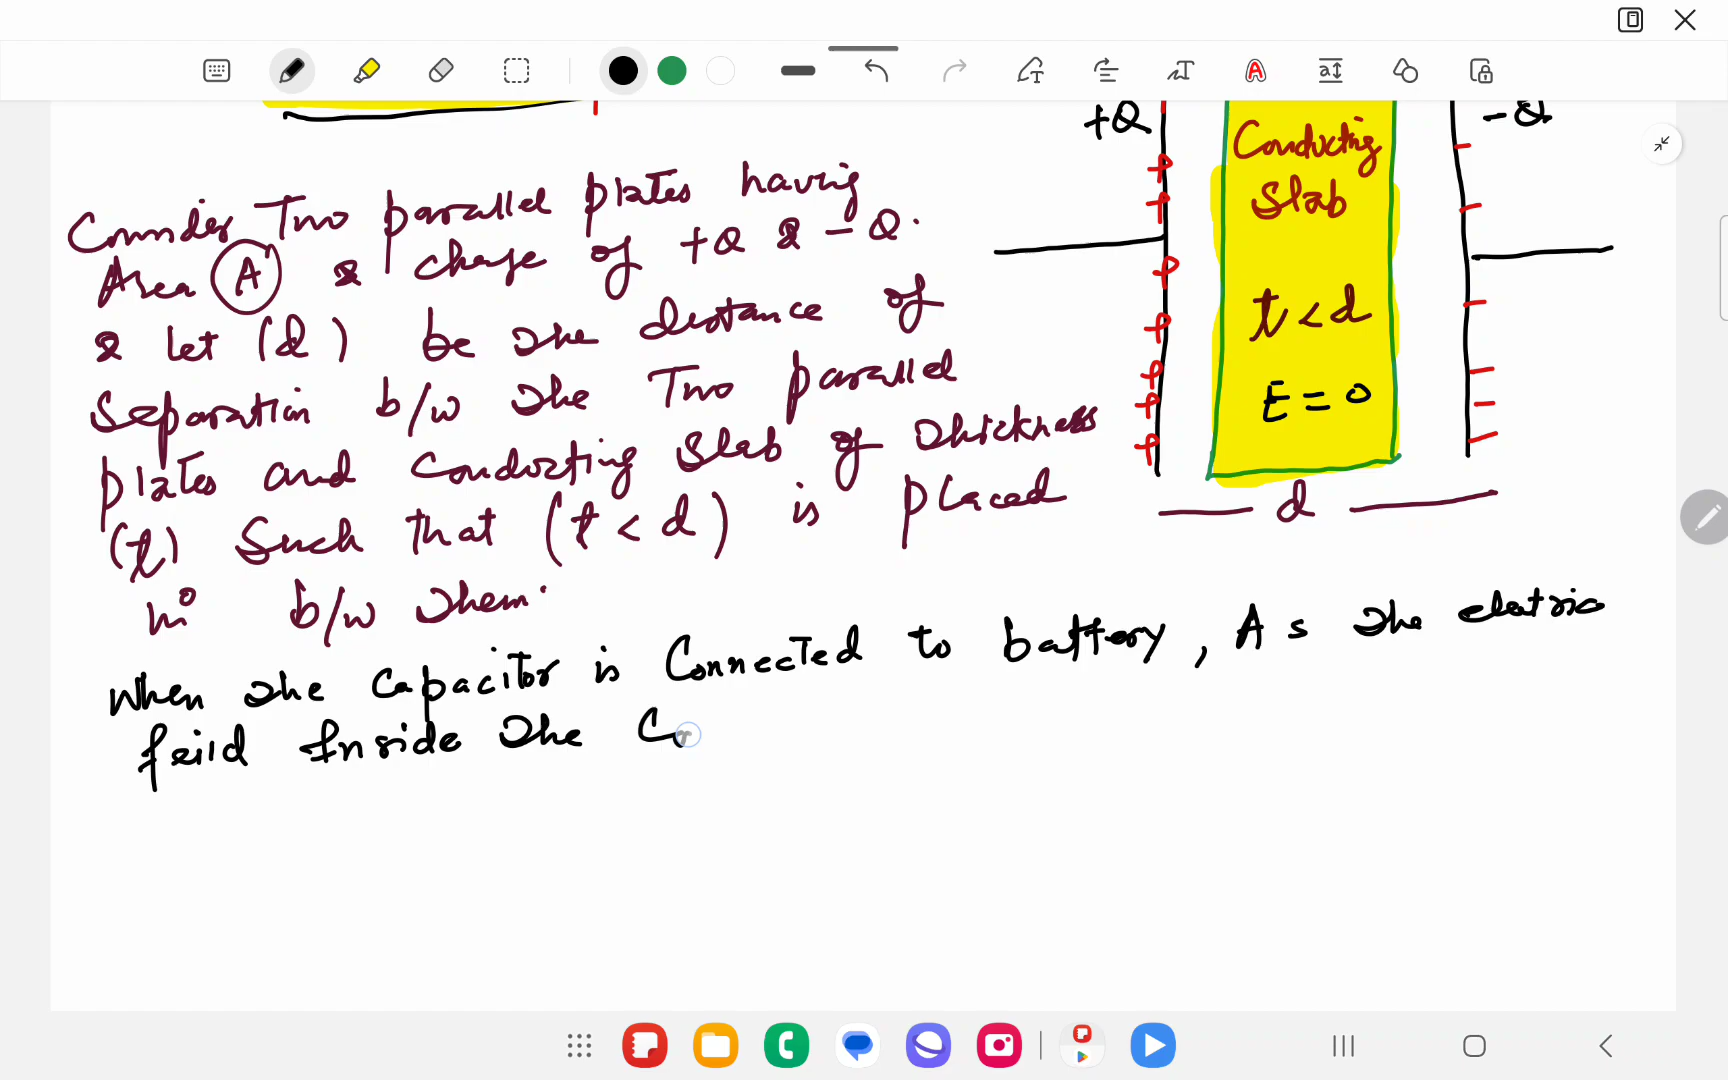 Consider Two parallel plates having
Area A & charge of +Q & -Q.
& let (d) be the distance of
Separation b/w the Two parallel
plates and Conducting Slab of thickness
(t) Such that (t < d) is placed
in b/w them.
When the Capacitor is Connected to battery, As the eletric
feild Inside the
+Q
Conducting
Slab
t < d
E = 0
-Q
d